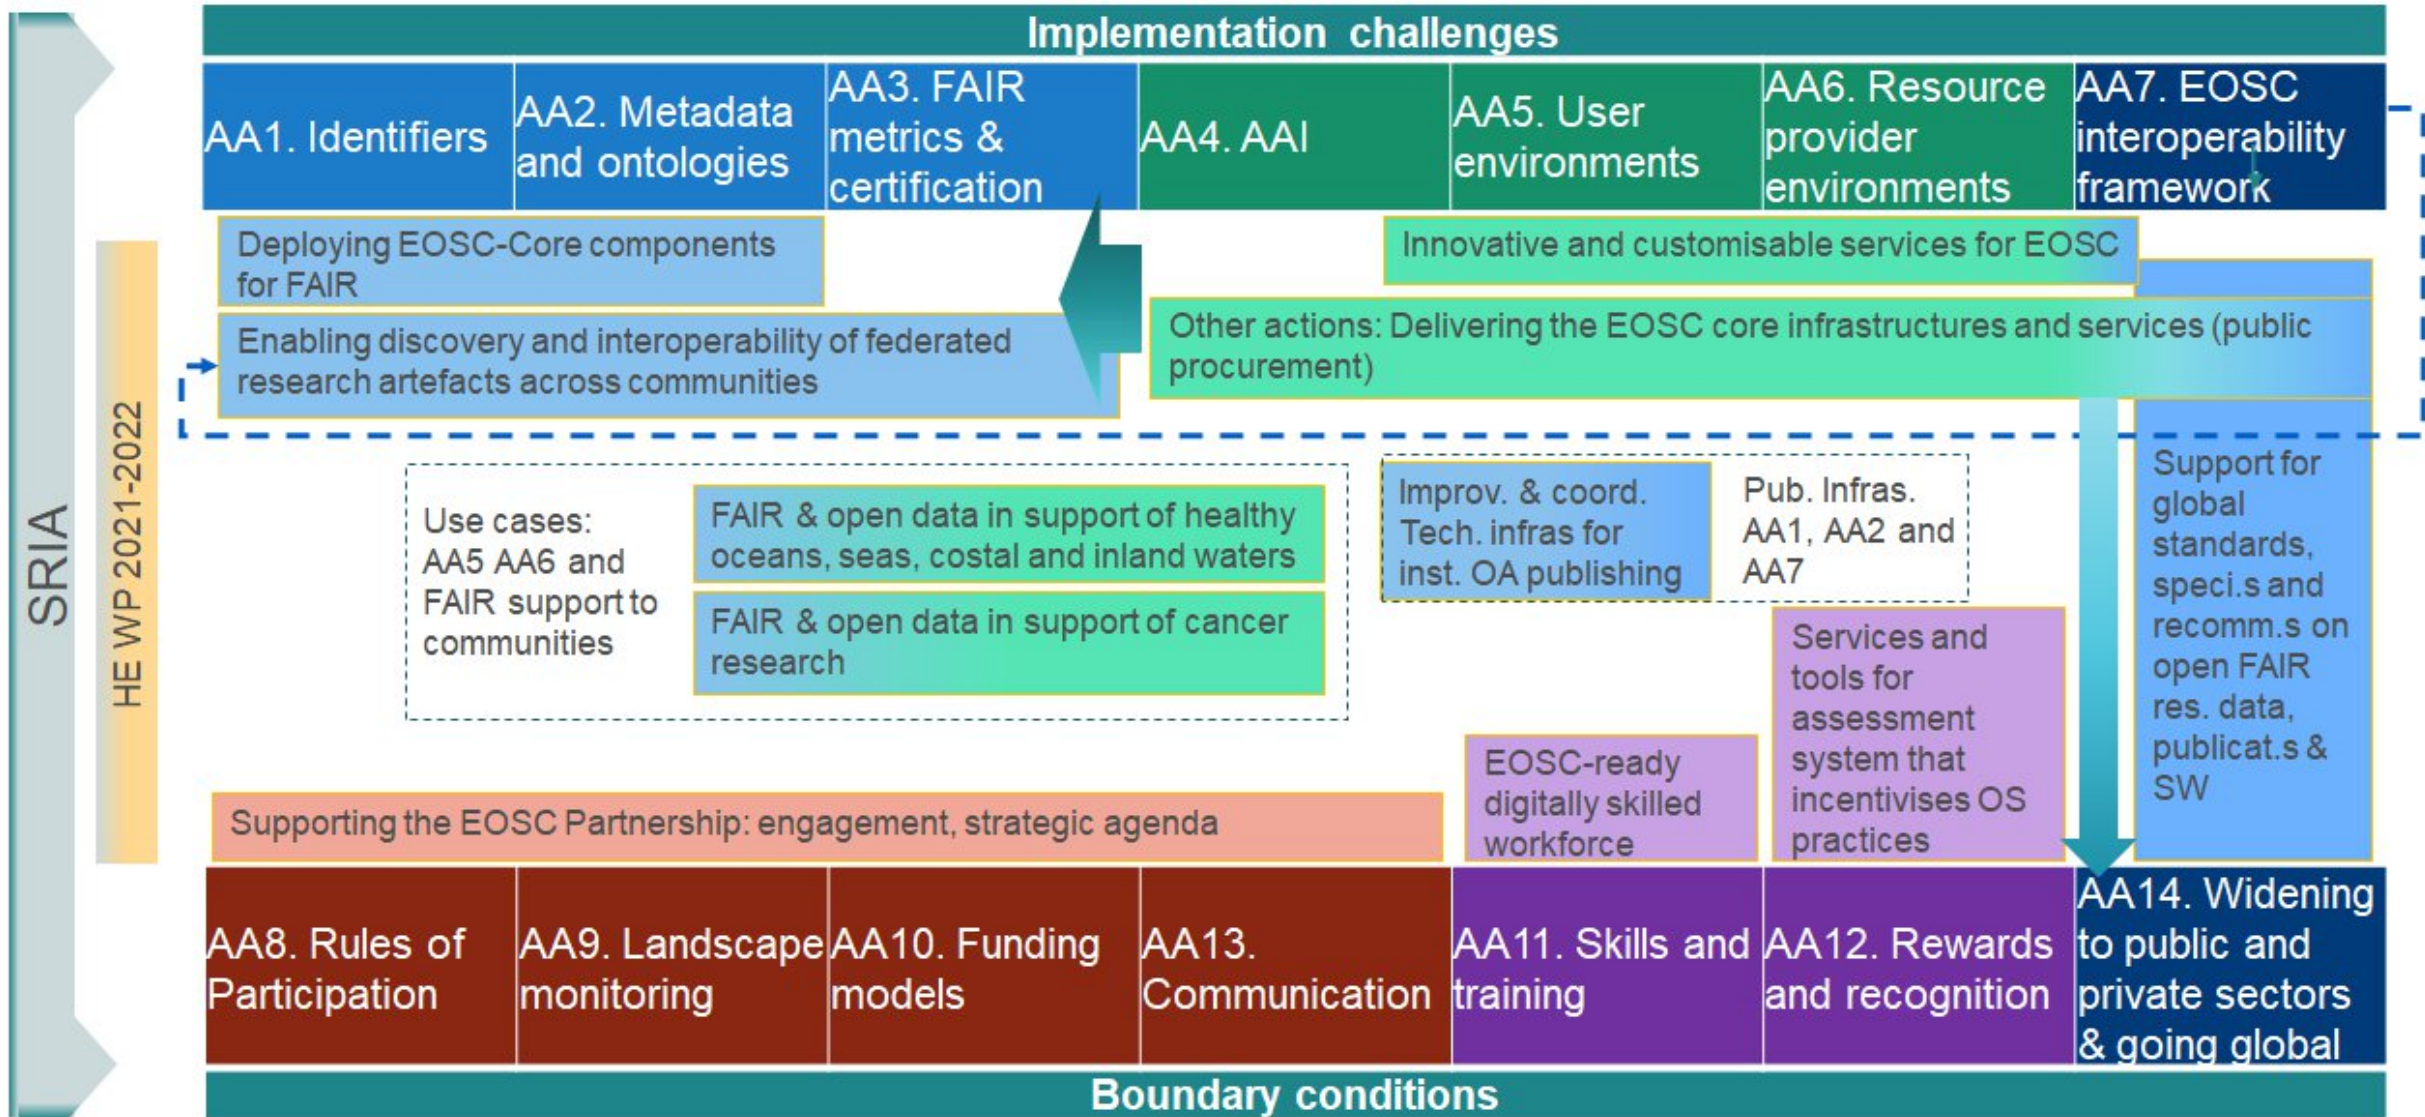 Implementation challenges
AA1. Identifiers
AA2. Metadata
and ontologies
AA3. FAIR
metrics &
certification
AA4. AAI
AA5. User
environments
AA6. Resource
provider
environments
AA7. EOSC
interoperability
framework
SRIA
HE WP 2021-2022
Deploying EOSC-Core components
for FAIR
Innovative and customisable services for EOSC
Enabling discovery and interoperability of federated
research artefacts across communities
Other actions: Delivering the EOSC core infrastructures and services (public
procurement)
Use cases:
AA5 AA6 and
FAIR support to
communities
FAIR & open data in support of healthy
oceans, seas, costal and inland waters
FAIR & open data in support of cancer
research
Improv. & coord.
Tech. infras for
inst. OA publishing
Pub. Infras.
AA1, AA2 and
AA7
Support for
global
standards,
speci.s and
recomm.s on
open FAIR
res. data,
publicat.s &
SW
Services and
tools for
assessment
system that
incentivises OS
practices
EOSC-ready
digitally skilled
workforce
Supporting the EOSC Partnership: engagement, strategic agenda
AA8. Rules of
Participation
AA9. Landscape
monitoring
AA10. Funding
models
AA13.
Communication
AA11. Skills and
training
AA12. Rewards
and recognition
AA14. Widening
to public and
private sectors
& going global
Boundary conditions